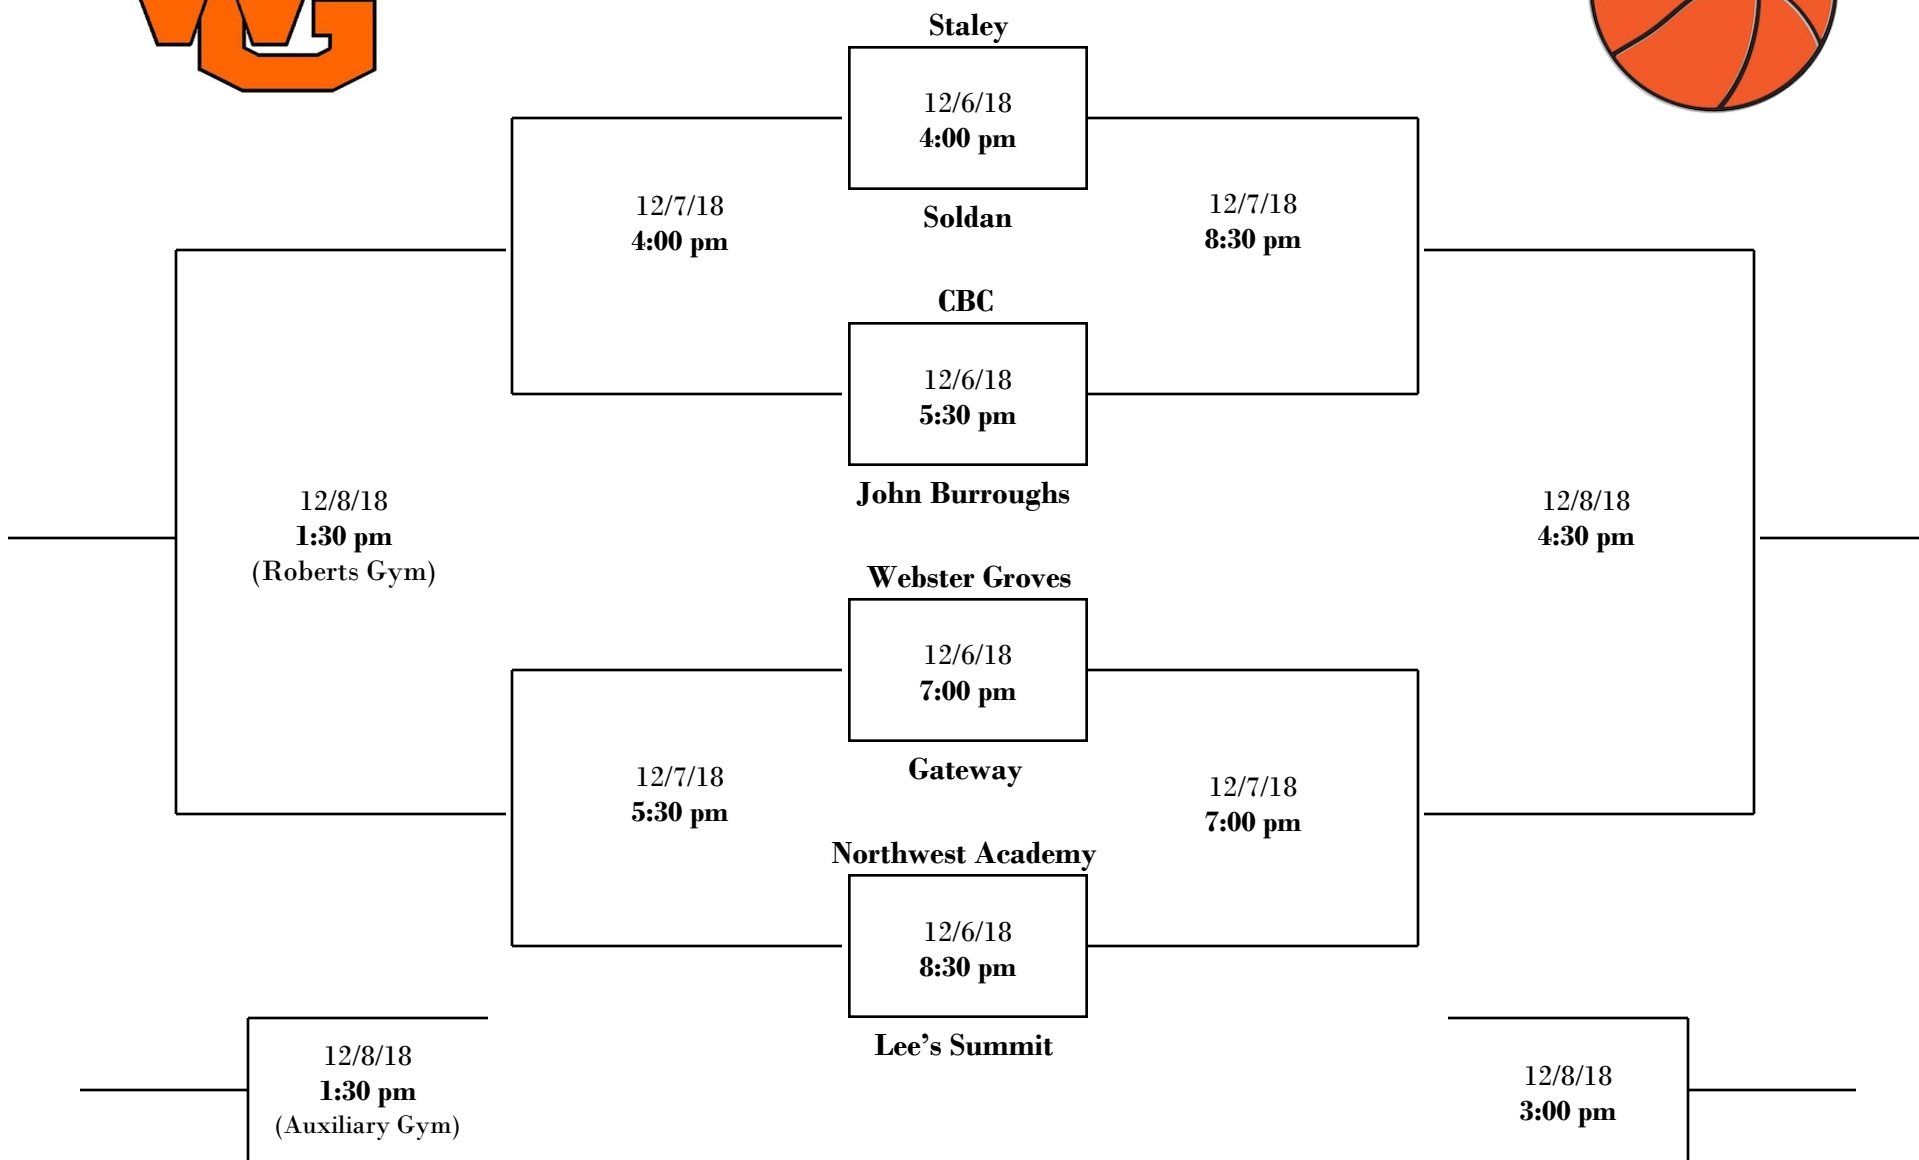 WG
Staley
12/6/18
4:00 pm
Soldan
12/7/18
4:00 pm
12/7/18
8:30 pm
CBC
12/6/18
5:30 pm
John Burroughs
12/8/18
1:30 pm
(Roberts Gym)
12/8/18
4:30 pm
Webster Groves
12/6/18
7:00 pm
Gateway
12/7/18
5:30 pm
12/7/18
7:00 pm
Northwest Academy
12/6/18
8:30 pm
Lee’s Summit
12/8/18
1:30 pm
(Auxiliary Gym)
12/8/18
3:00 pm